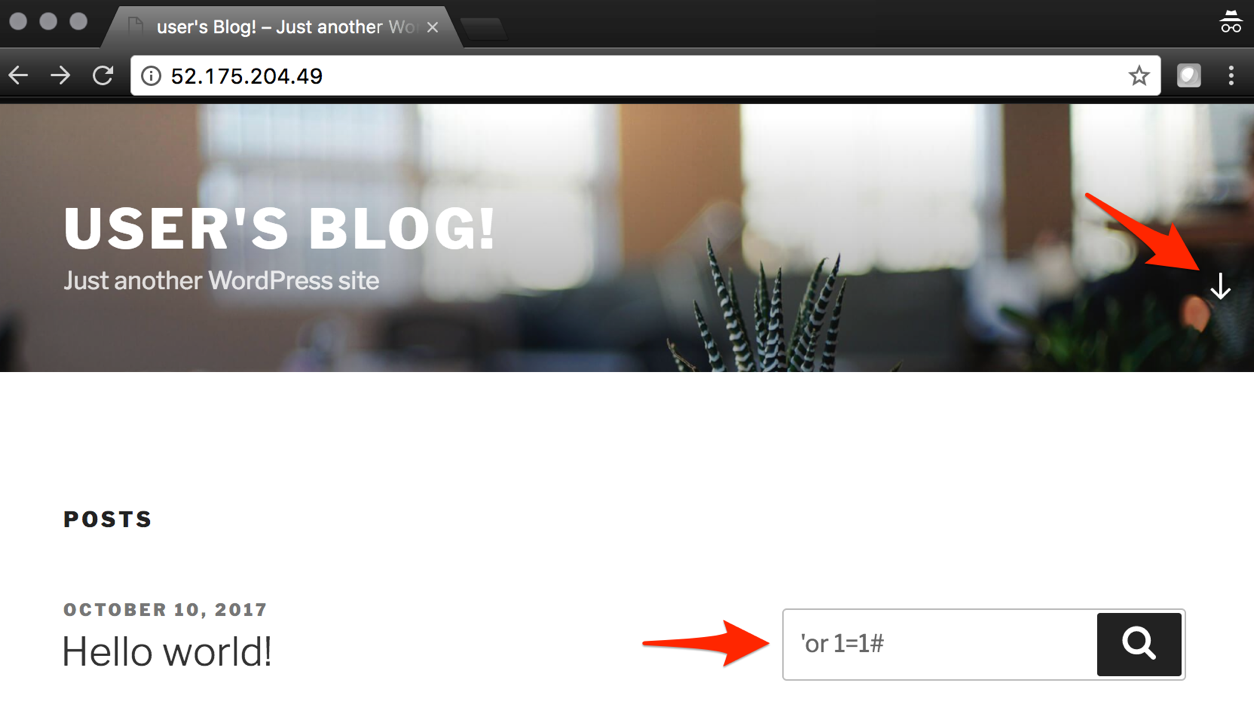 user's Blog! – Just another Wo
52.175.204.49
USER'S BLOG!
Just another WordPress site
POSTS
OCTOBER 10, 2017
Hello world!
'or 1=1#